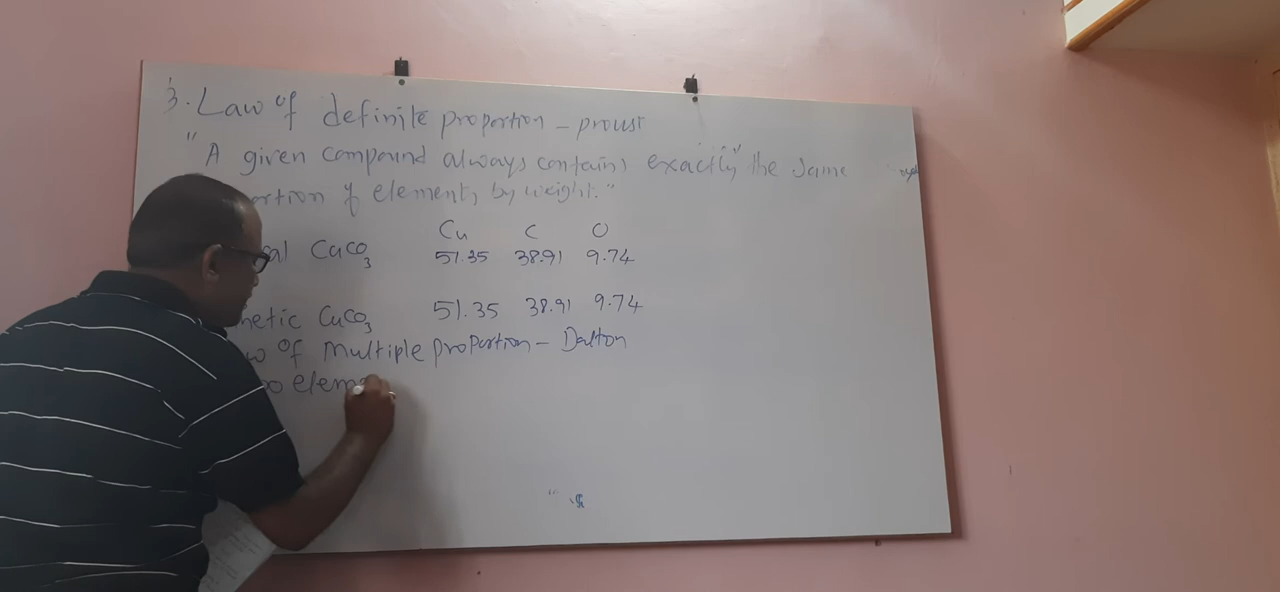 3. Law of definite proportion - proust
"A given compound always contains exactly the same
ortion of elements by weight."
Cu C O
al CuCO3 51.35 38.91 9.74
netic CuCO3 51.35 38.91 9.74
w of Multiple proportion - Dalton
o elem